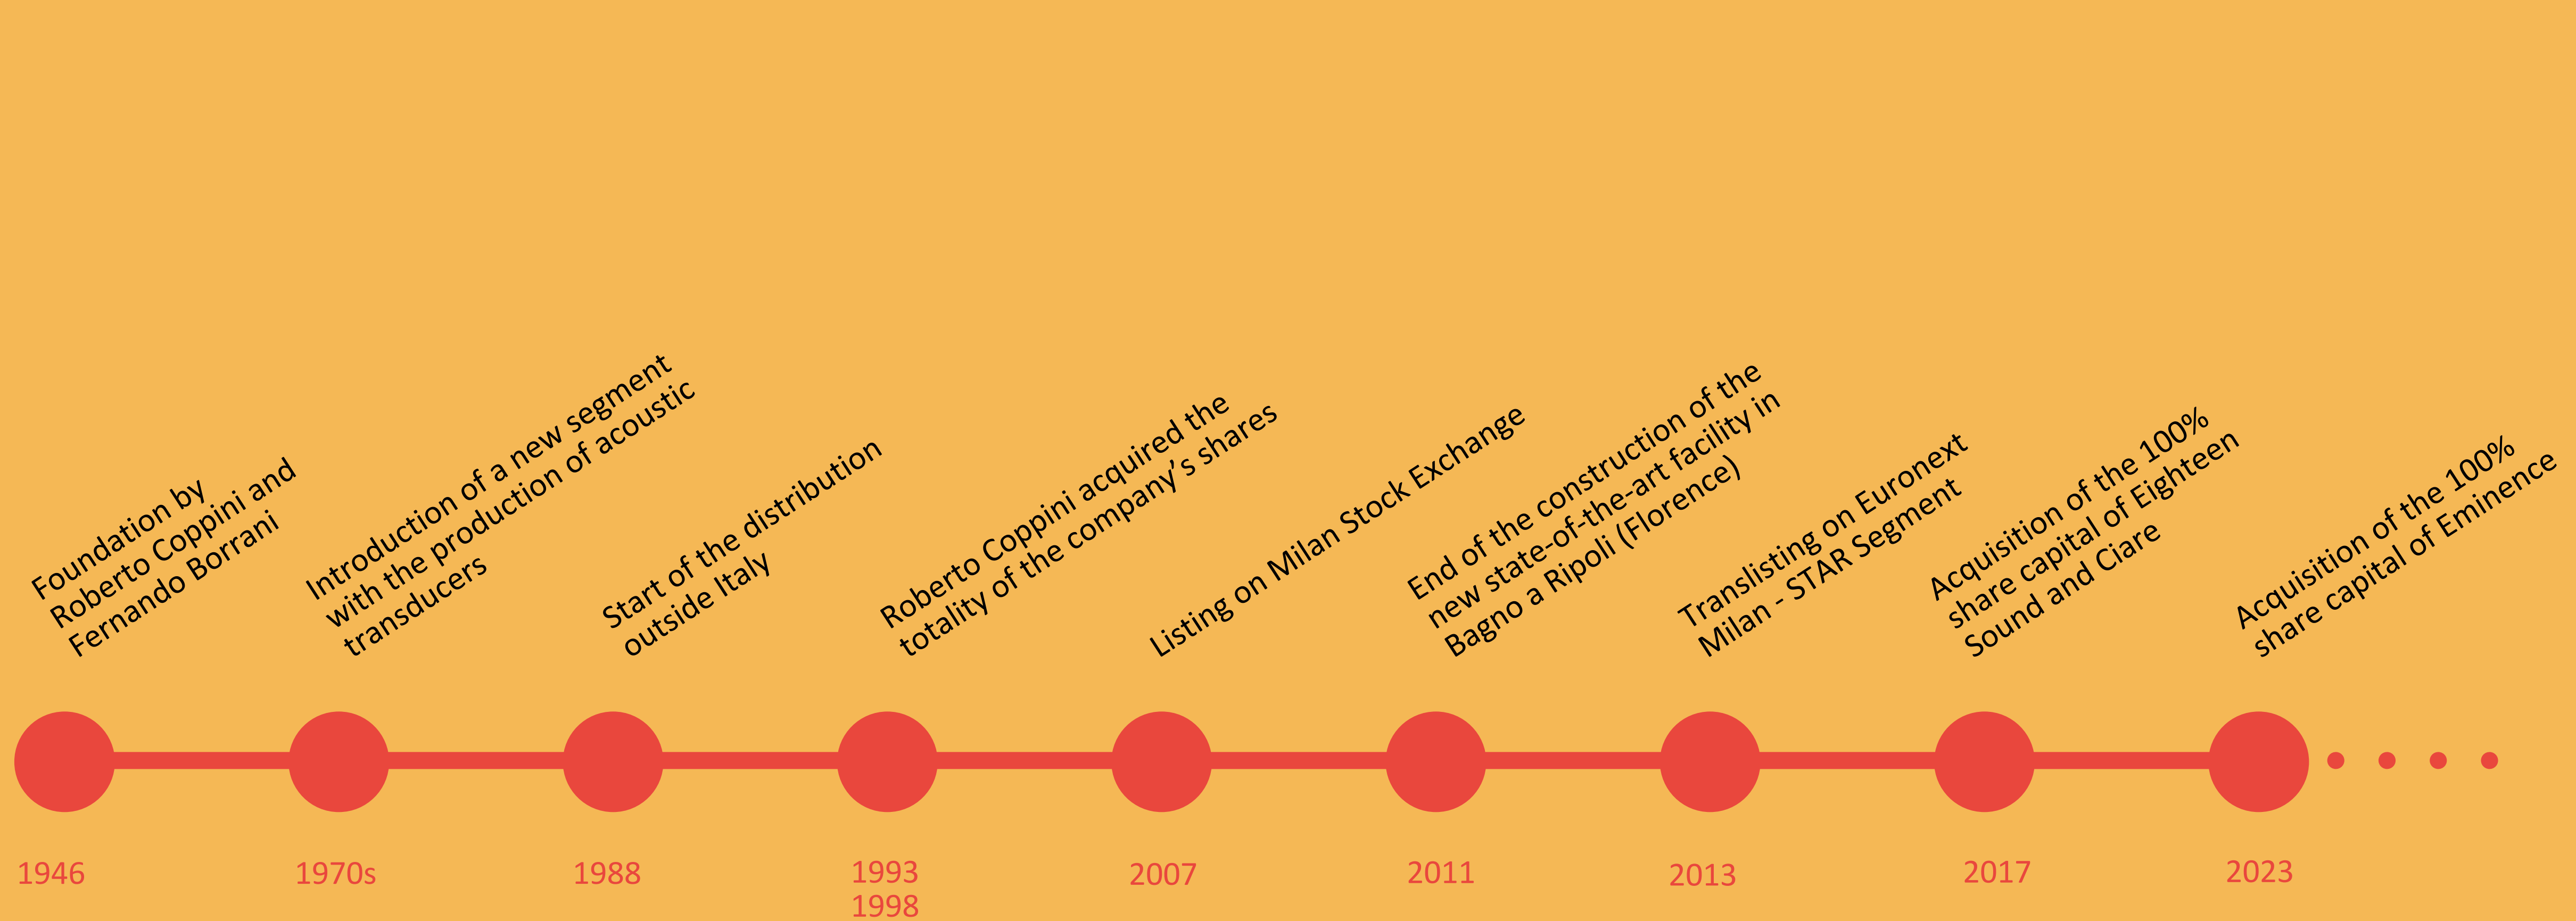 Foundation by
Roberto Coppini and
Fernando Borrani
Introduction of a new segment
with the production of acoustic
transducers
Start of the distribution
outside Italy
Roberto Coppini acquired the
totality of the company's shares
Listing on Milan Stock Exchange
End of the construction of the
new state-of-the-art facility in
Bagno a Ripoli (Florence)
Translisting on Euronext
Milan - STAR Segment
Acquisition of the 100%
share capital of Eighteen
Sound and Ciare
Acquisition of the 100%
share capital of Eminence
1946
1970s
1988
1993
1998
2007
2011
2013
2017
2023